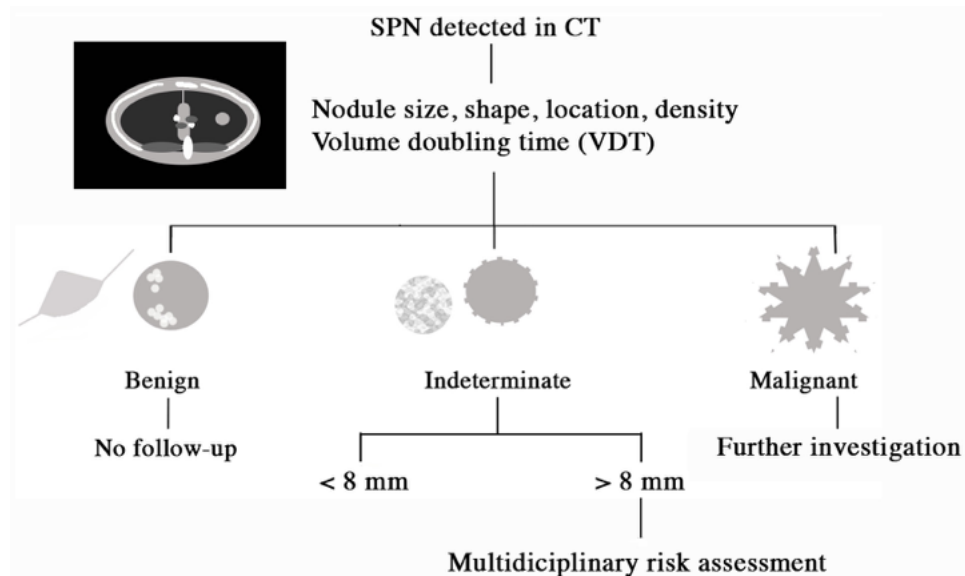 SPN detected in CT
Nodule size, shape, location, density
Volume doubling time (VDT)
Benign
Indeterminate
Malignant
No follow-up
Further investigation
< 8 mm
> 8 mm
Multidiciplinary risk assessment